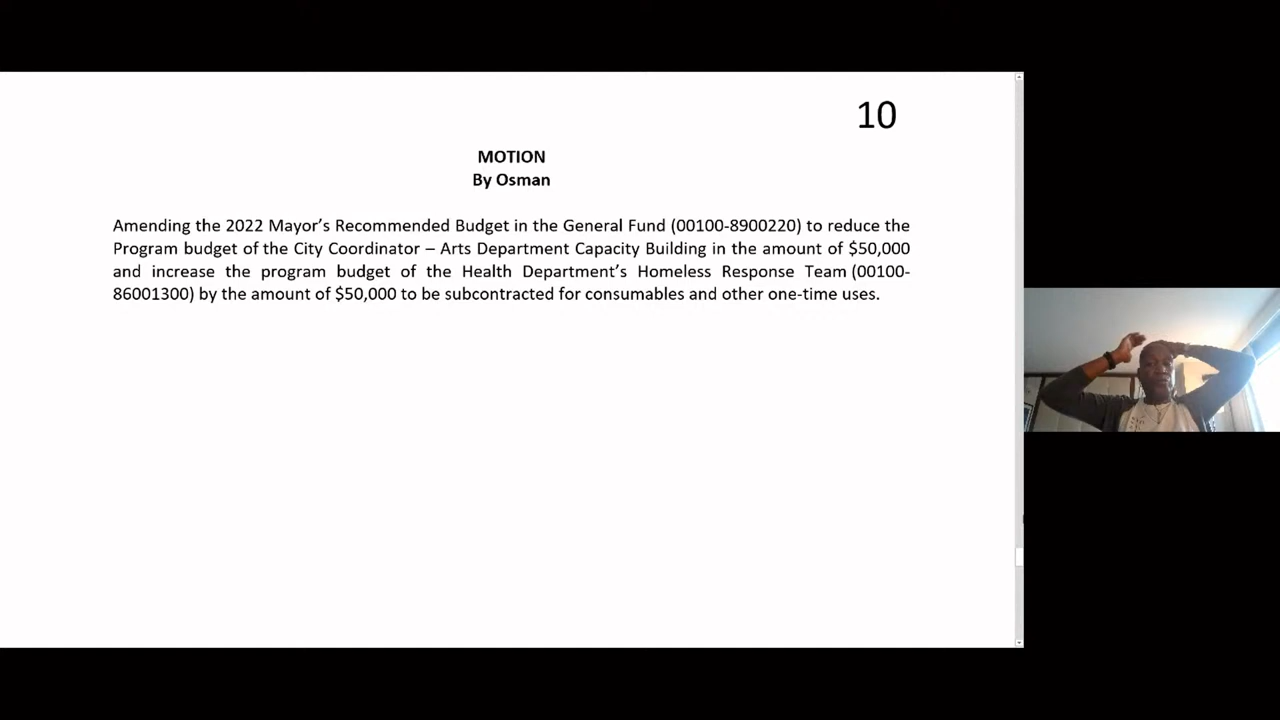 10
MOTION
By Osman
Amending the 2022 Mayor’s Recommended Budget in the General Fund (00100-8900220) to reduce the
Program budget of the City Coordinator – Arts Department Capacity Building in the amount of $50,000
and increase the program budget of the Health Department’s Homeless Response Team (00100-
86001300) by the amount of $50,000 to be subcontracted for consumables and other one-time uses.